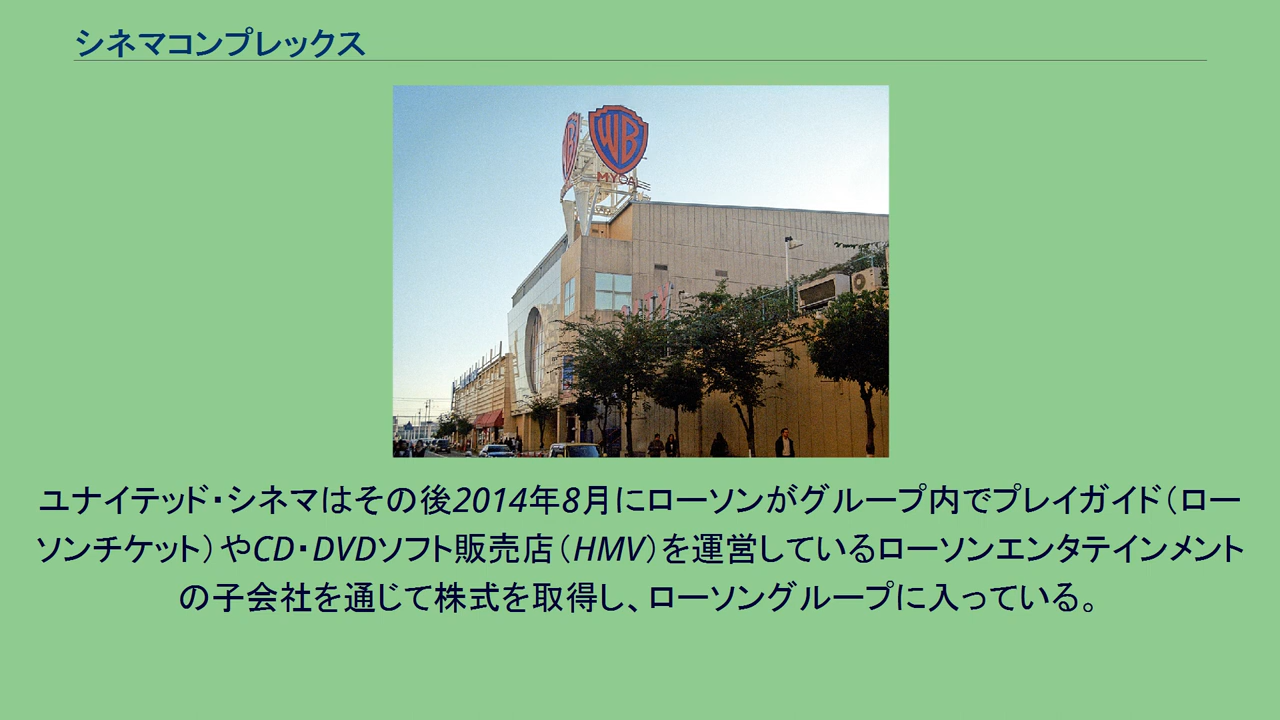 シネマコンプレックス
WB
WB
MYCAL
ユナイテッド・シネマはその後2014年8月にローソンがグループ内でプレイガイド（ロー
ソンチケット）やCD・DVDソフト販売店（HMV）を運営しているローソンエンタテインメント
の子会社を通じて株式を取得し、ローソングループに入っている。